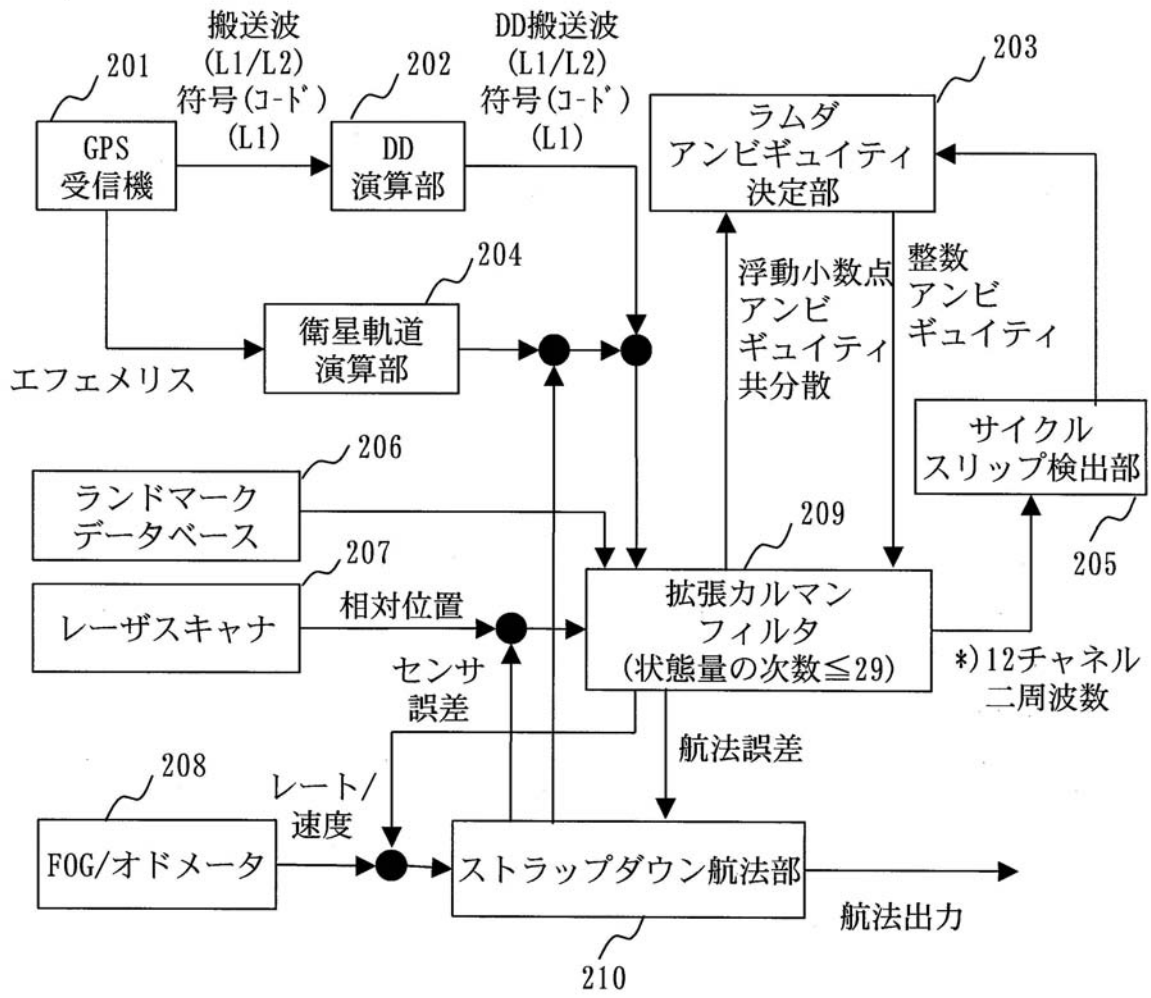 搬送波
(L1/L2)
符号(ｺｰﾄﾞ)
(L1)
DD搬送波
(L1/L2)
符号(ｺｰﾄﾞ)
(L1)
201
202
203
GPS
受信機
DD
演算部
ラムダ
アンビギュイティ
決定部
204
衛星軌道
演算部
エフェメリス
浮動小数点
アンビ
ギュイティ
共分散
整数
アンビ
ギュイティ
サイクル
スリップ検出部
205
206
ランドマーク
データベース
207
レーザスキャナ
相対位置
209
拡張カルマン
フィルタ
(状態量の次数≦29)
*)12チャネル
二周波数
センサ
誤差
航法誤差
208
レート/
速度
FOG/オドメータ
ストラップダウン航法部
航法出力
210